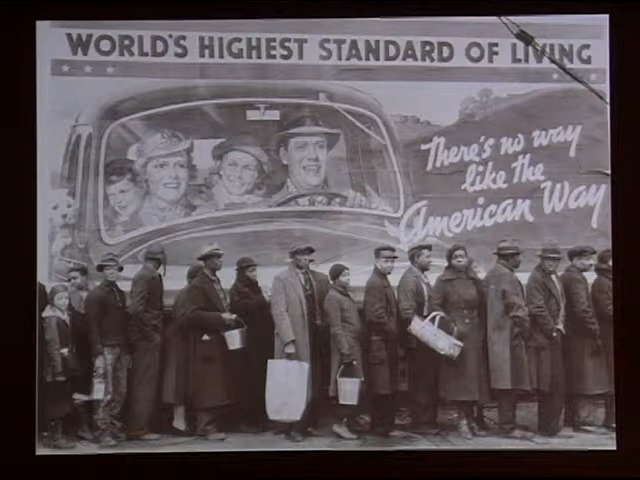 WORLD'S HIGHEST STANDARD OF LIVING
There's no way
like the
American Way